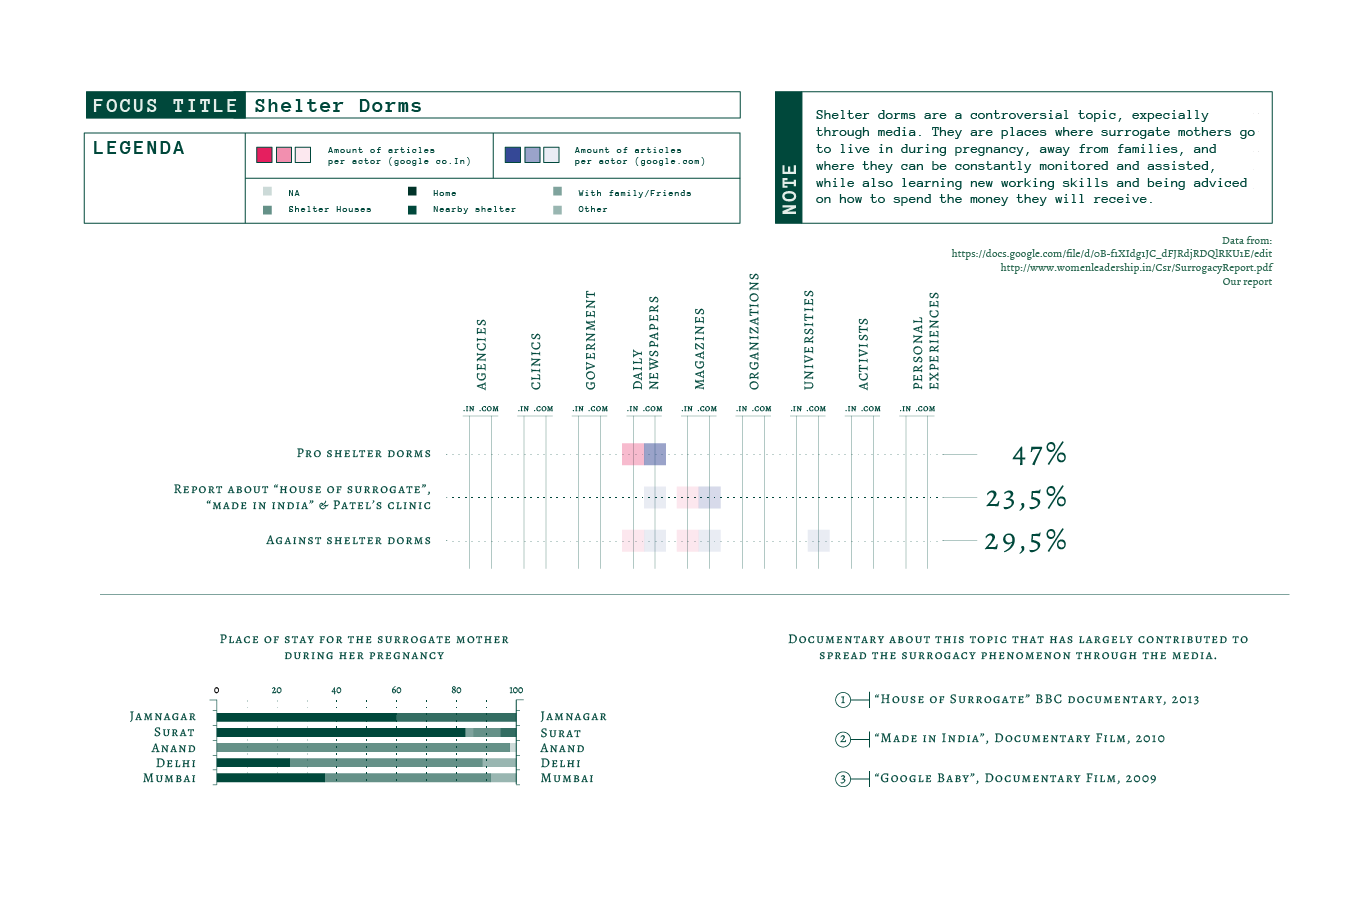 FOCUS TITLE Shelter Dorms
LEGENDA
Amount of articles
per actor (google co.In)
Amount of articles
per actor (google.com)
NA
Home
With family/Friends
Shelter Houses
Nearby shelter
Other
NOTE
Shelter dorms are a controversial topic, expecially
through media. They are places where surrogate mothers go
to live in during pregnancy, away from families, and
where they can be constantly monitored and assisted,
while also learning new working skills and being adviced
on how to spend the money they will receive.
Data from:
https://docs.google.com/file/d/0B-f1XIdg1JC_dFJRdjRDQlRKU1E/edit
http://www.womenleadership.in/Csr/SurrogacyReport.pdf
Our report
AGENCIES
CLINICS
GOVERNMENT
DAILY
NEWSPAPERS
MAGAZINES
ORGANIZATIONS
UNIVERSITIES
ACTIVISTS
PERSONAL
EXPERIENCES
.IN .COM .IN .COM .IN .COM .IN .COM .IN .COM .IN .COM .IN .COM .IN .COM .IN .COM
Pro shelter dorms 47%
Report about “house of surrogate”,
“made in india” & Patel’s clinic 23,5%
Against shelter dorms 29,5%
Place of stay for the surrogate mother
during her pregnancy
0 20 40 60 80 100
Jamnagar Jamnagar
Surat Surat
Anand Anand
Delhi Delhi
Mumbai Mumbai
Documentary about this topic that has largely contributed to
spread the surrogacy phenomenon through the media.
1 “House of Surrogate” BBC documentary, 2013
2 “Made in India”, Documentary Film, 2010
3 “Google Baby”, Documentary Film, 2009